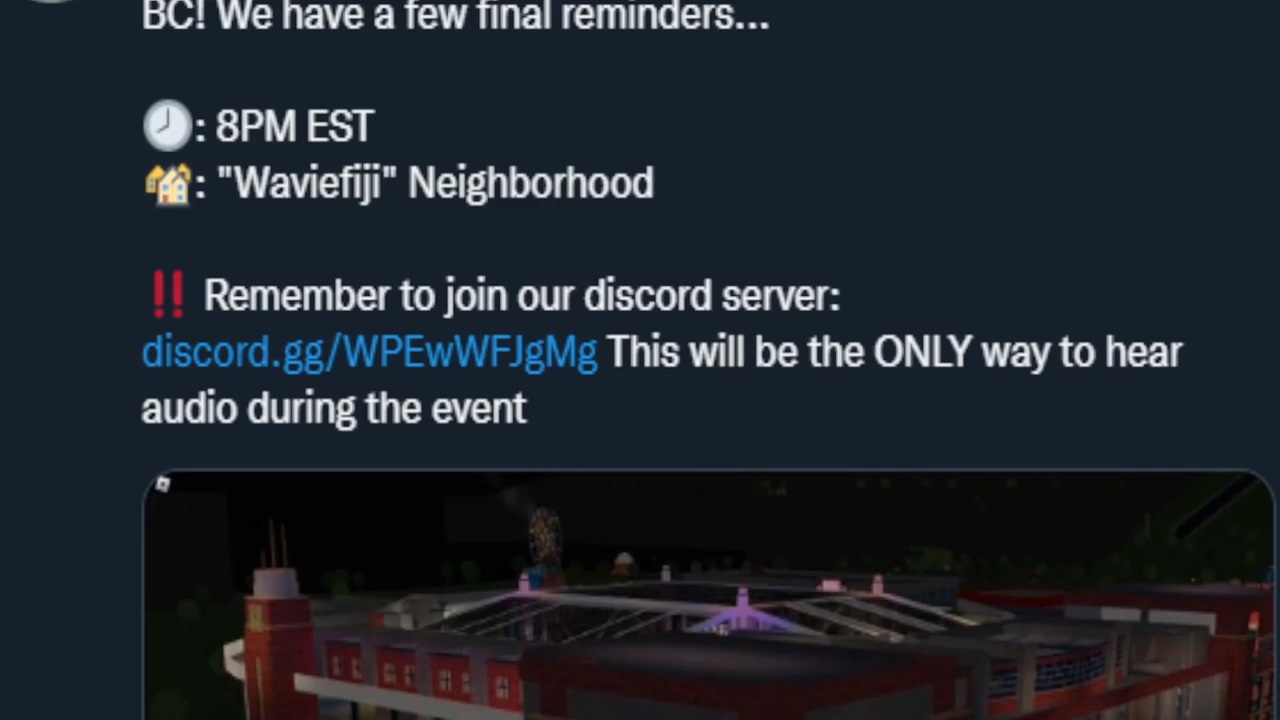 BC! We have a few final reminders...
🕗: 8PM EST
🏘️: "Waviefiji" Neighborhood
‼️ Remember to join our discord server:
discord.gg/WPEwWFJgMg This will be the ONLY way to hear
audio during the event